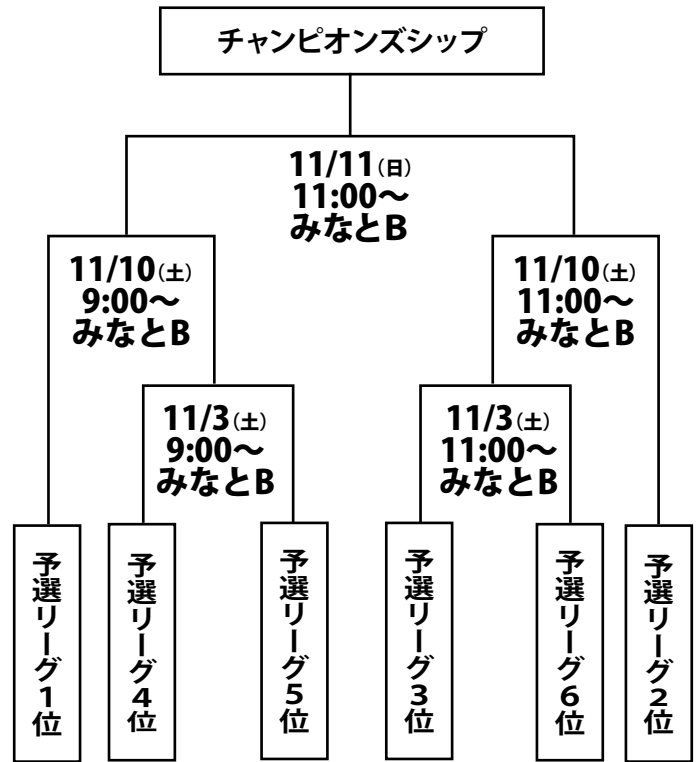 チャンピオンズシップ
11/11(日)
11:00～
みなとB
11/10(土)
9:00～
みなとB
11/10(土)
11:00～
みなとB
11/3(土)
9:00～
みなとB
11/3(土)
11:00～
みなとB
予選リーグ1位
予選リーグ4位
予選リーグ5位
予選リーグ3位
予選リーグ6位
予選リーグ2位